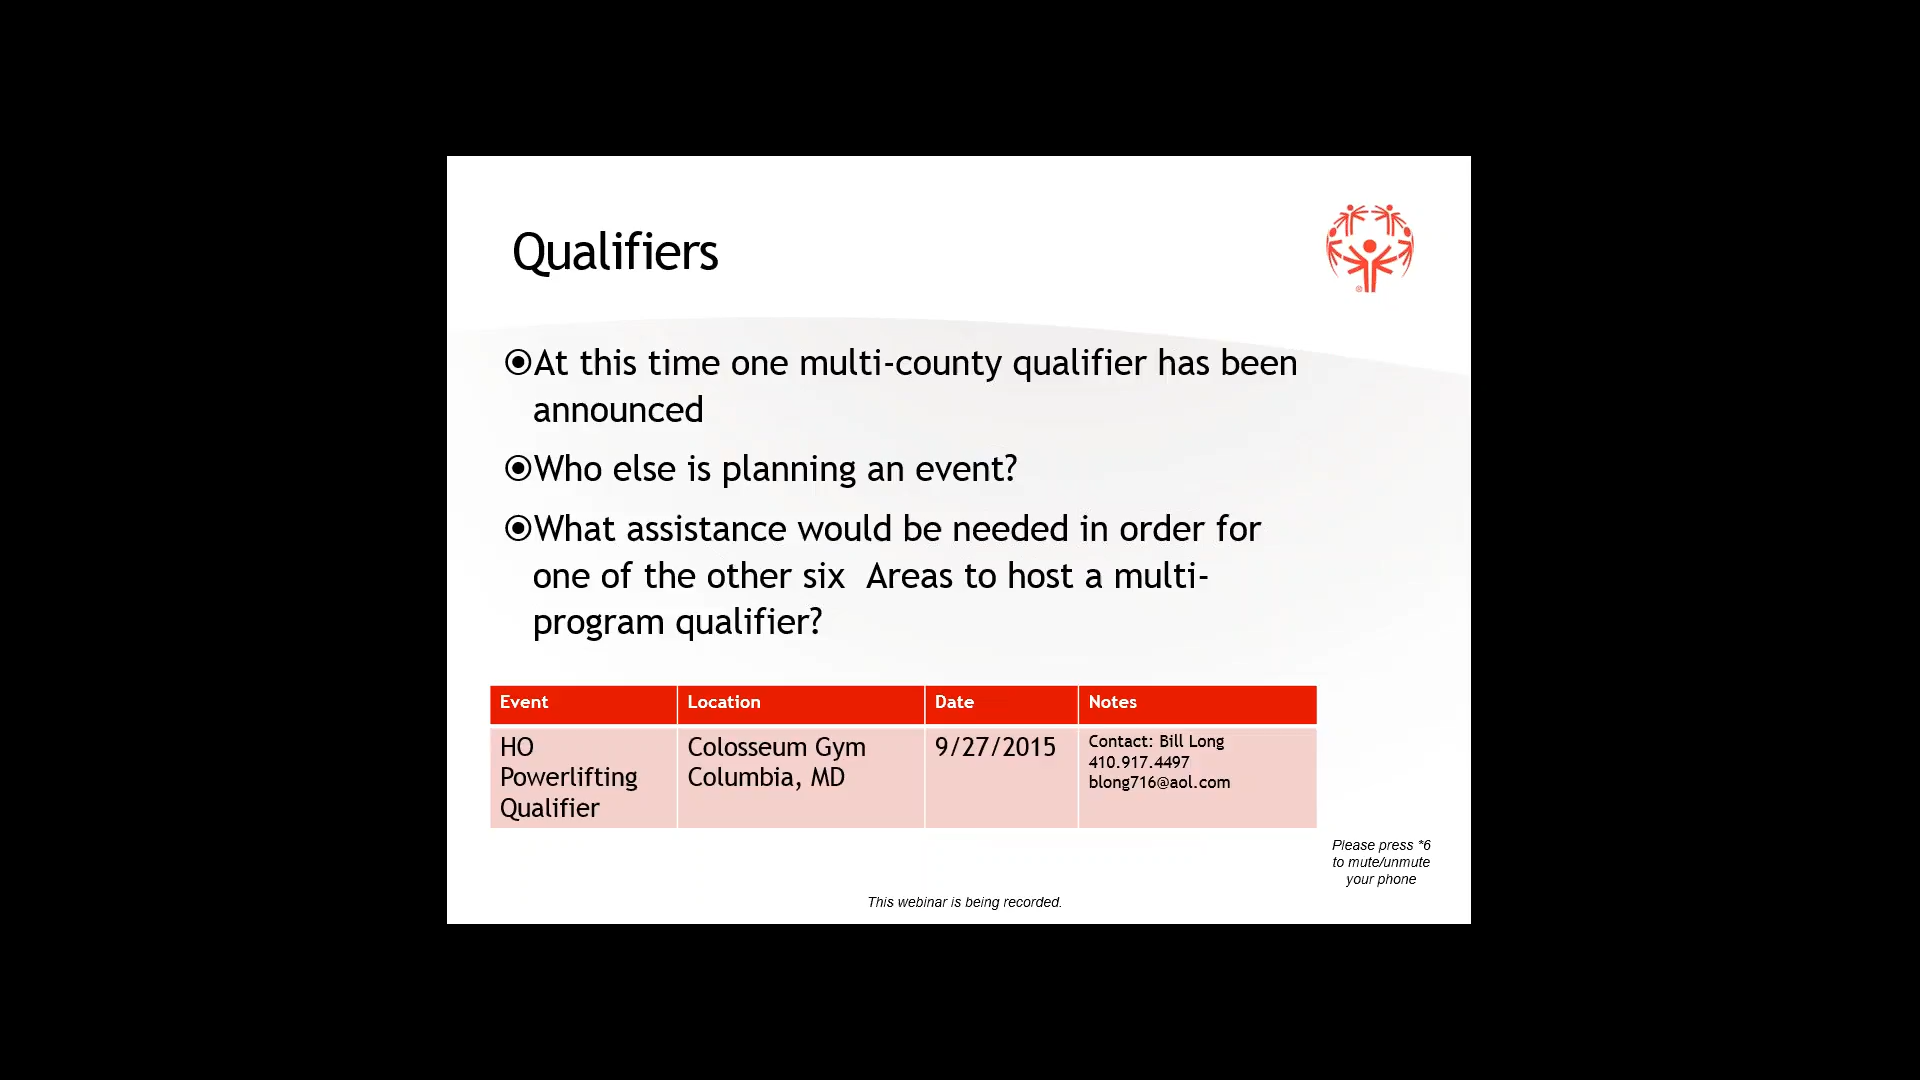 Qualifiers
At this time one multi-county qualifier has been
announced
Who else is planning an event?
What assistance would be needed in order for
one of the other six  Areas to host a multi-
program qualifier?
Event Location Date Notes
HO
Powerlifting
Qualifier
Colosseum Gym
Columbia, MD
9/27/2015
Contact: Bill Long
410.917.4497
blong716@aol.com
Please press *6
to mute/unmute
your phone
This webinar is being recorded.